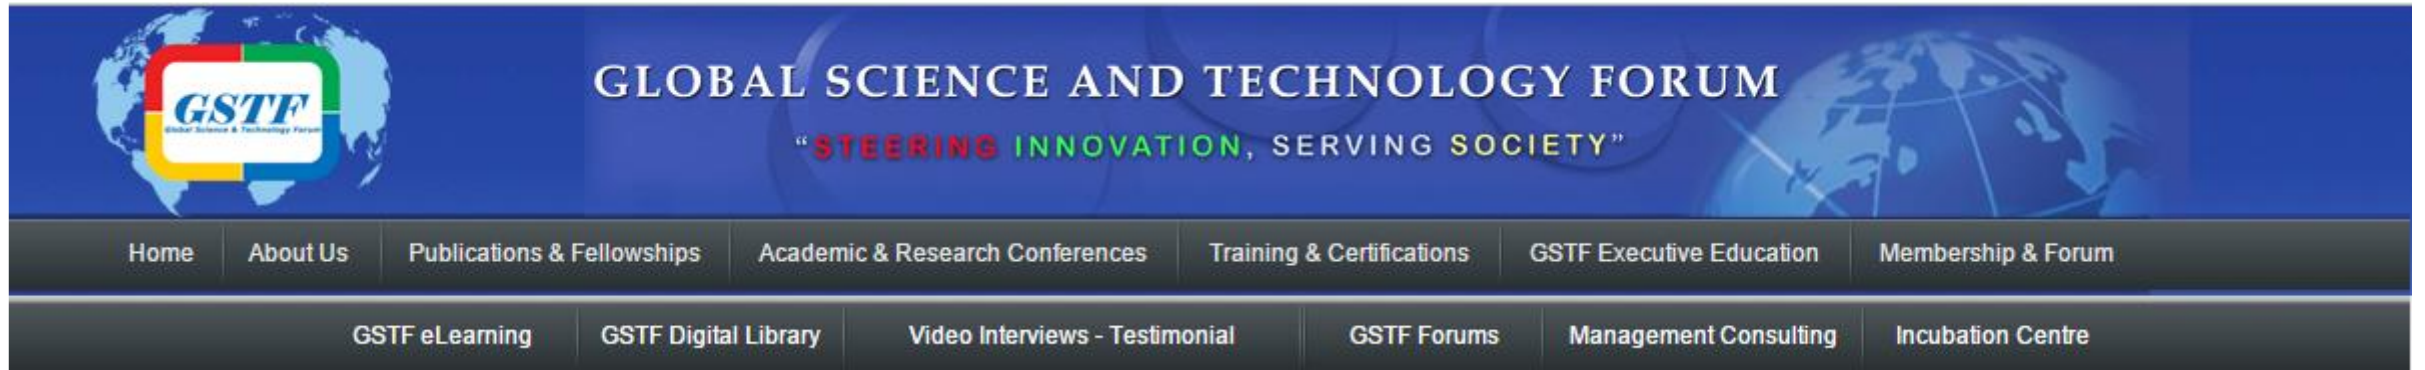 GSTF
Global Science & Technology Forum
GLOBAL SCIENCE AND TECHNOLOGY FORUM
“STEERING INNOVATION, SERVING SOCIETY”
Home About Us Publications & Fellowships Academic & Research Conferences Training & Certifications GSTF Executive Education Membership & Forum
GSTF eLearning GSTF Digital Library Video Interviews - Testimonial GSTF Forums Management Consulting Incubation Centre